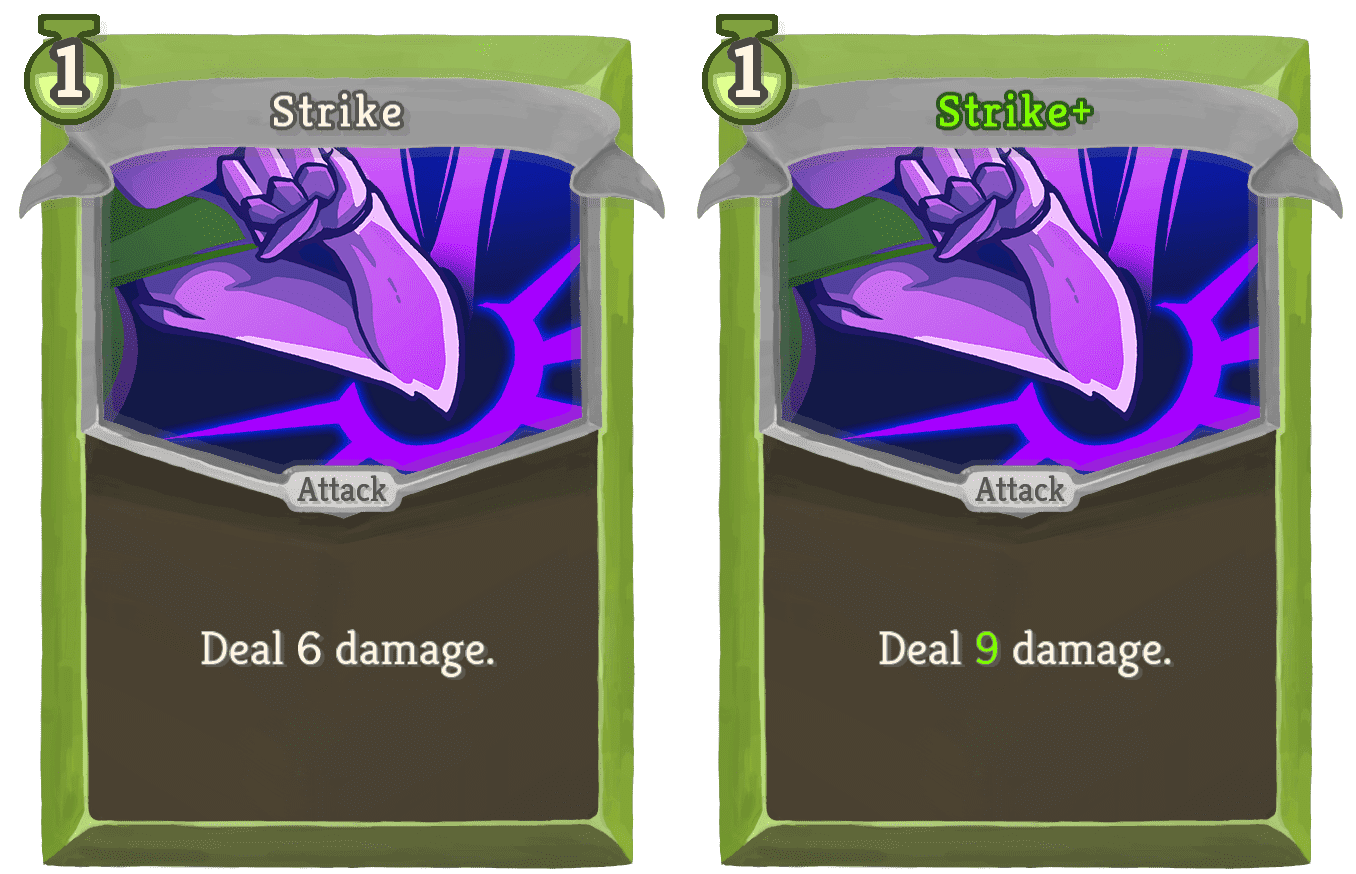 1
Strike
Attack
Deal 6 damage.
1
Strike+
Attack
Deal 9 damage.